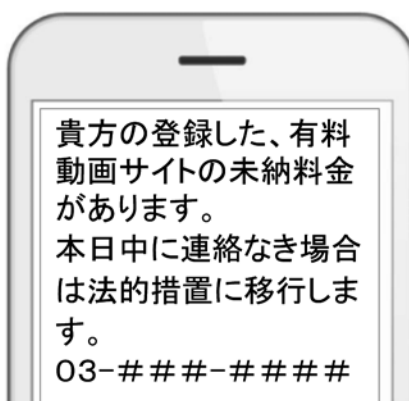 貴方の登録した、有料
動画サイトの未納料金
があります。
本日中に連絡なき場合
は法的措置に移行しま
す。
０３−＃＃＃−＃＃＃＃